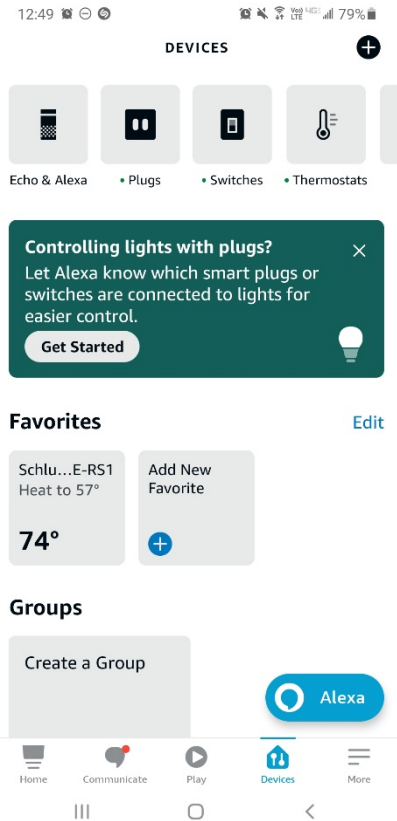 12:49 79%
DEVICES
Echo & Alexa • Plugs • Switches • Thermostats
Controlling lights with plugs?
Let Alexa know which smart plugs or
switches are connected to lights for
easier control.
Get Started
Favorites Edit
Schlu...E-RS1
Heat to 57°
74°
Add New
Favorite
Groups
Create a Group
Alexa
Home Communicate Play Devices More